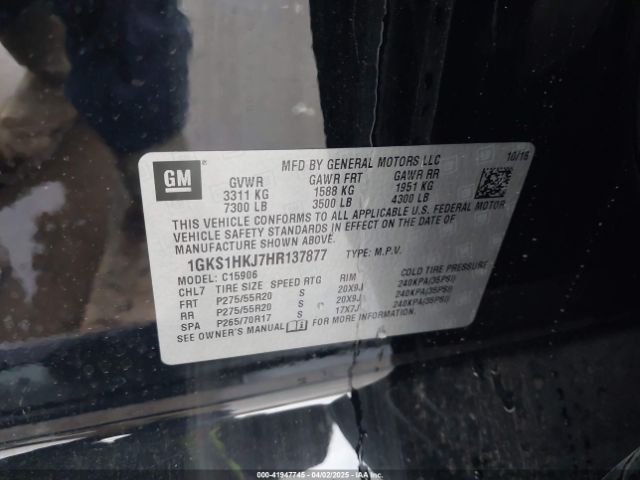 GM
MFD BY GENERAL MOTORS LLC 10/16
GVWR GAWR FRT GAWR RR
3311 KG 1588 KG 1951 KG
7300 LB 3500 LB 4300 LB
THIS VEHICLE CONFORMS TO ALL APPLICABLE U.S. FEDERAL MOTOR
VEHICLE SAFETY STANDARDS IN EFFECT ON THE DATE OF
MANUFACTURE SHOWN ABOVE.
1GKS1HKJ7HR137877 TYPE: M.P.V.
MODEL: C15906
CHL7 TIRE SIZE SPEED RTG RIM COLD TIRE PRESSURE
FRT P275/55R20 S 20X9J 240KPA(35PSI)
RR P275/55R20 S 20X9J 240KPA(35PSI)
SPA P265/70R17 S 17X7J 240KPA(35PSI)
SEE OWNER'S MANUAL FOR MORE INFORMATION.
000-41947745 - 04/02/2025 - IAA Inc.